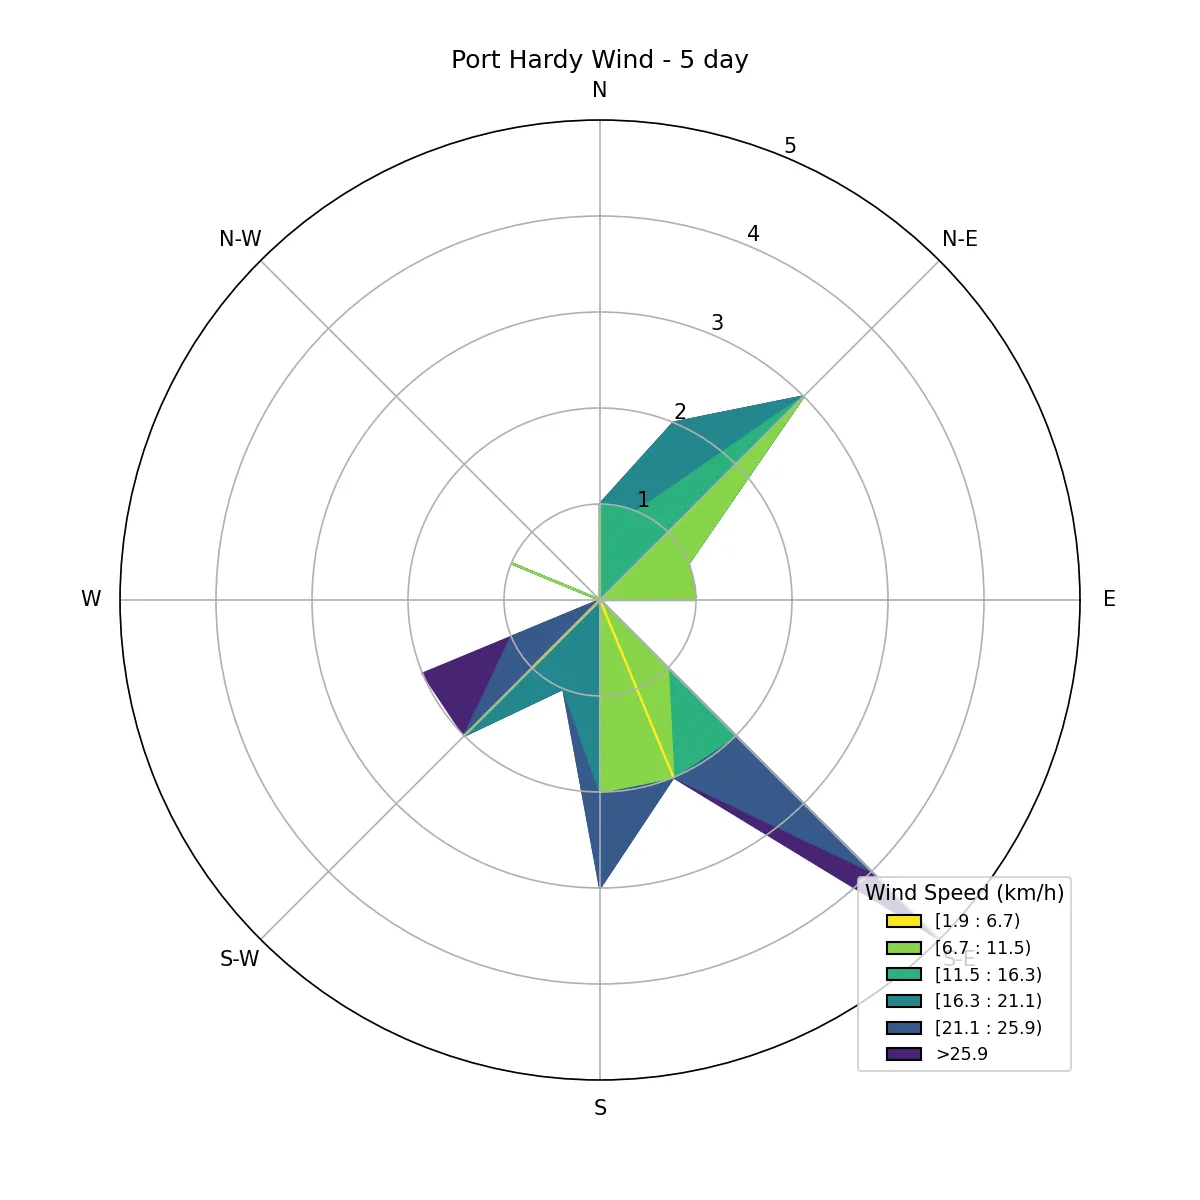 Port Hardy Wind - 5 day
N
5
N-W
N-E
4
3
2
1
W
E
Wind Speed (km/h)
[1.9 : 6.7)
[6.7 : 11.5)
[11.5 : 16.3)
[16.3 : 21.1)
[21.1 : 25.9)
>25.9
S-W
S-E
S